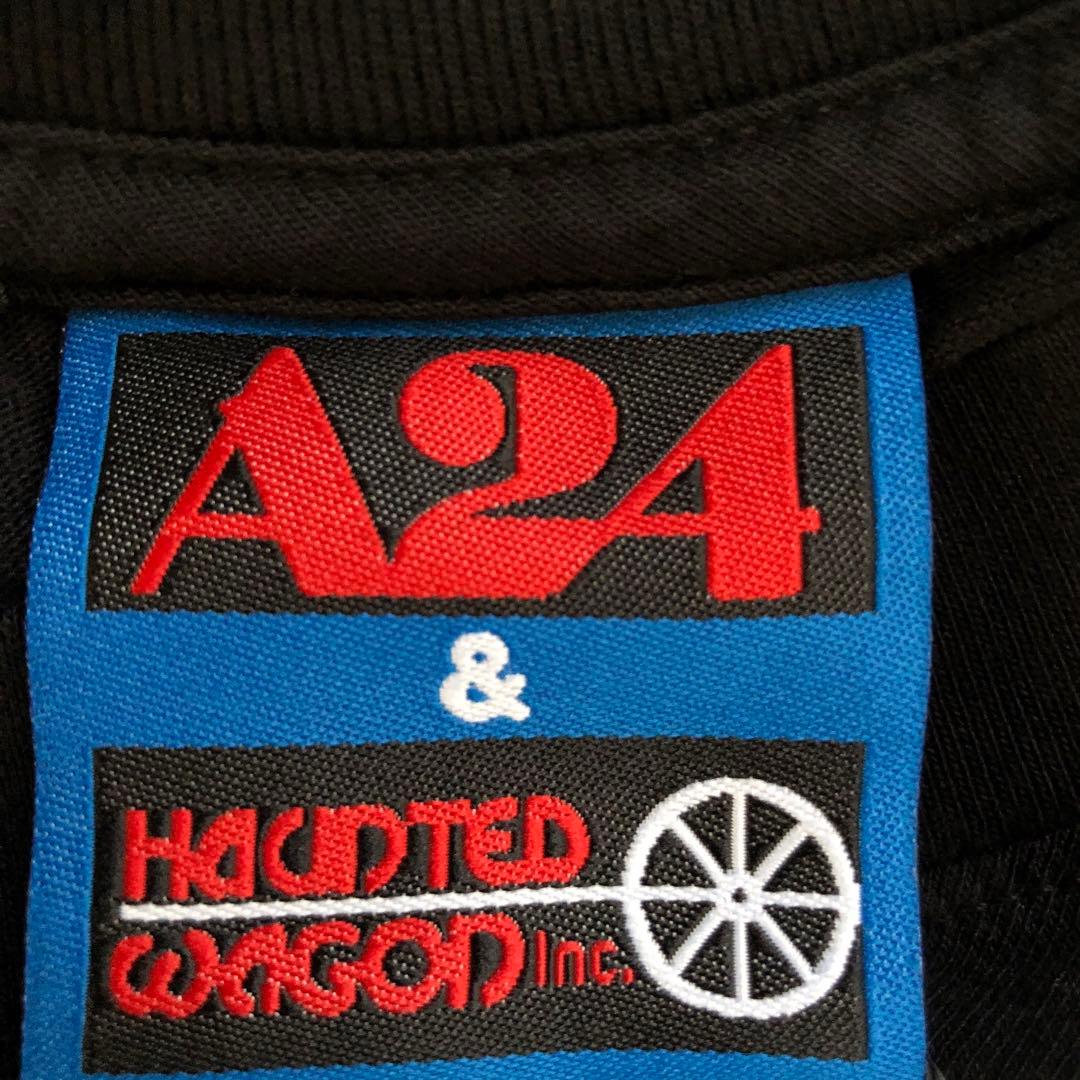 A24
&
HAUNTED
WAGON Inc.